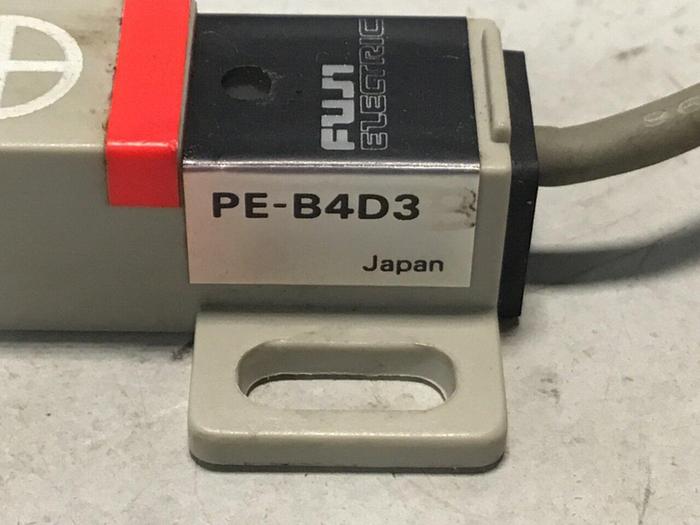 FUJI
ELECTRIC
PE-B4D3
Japan